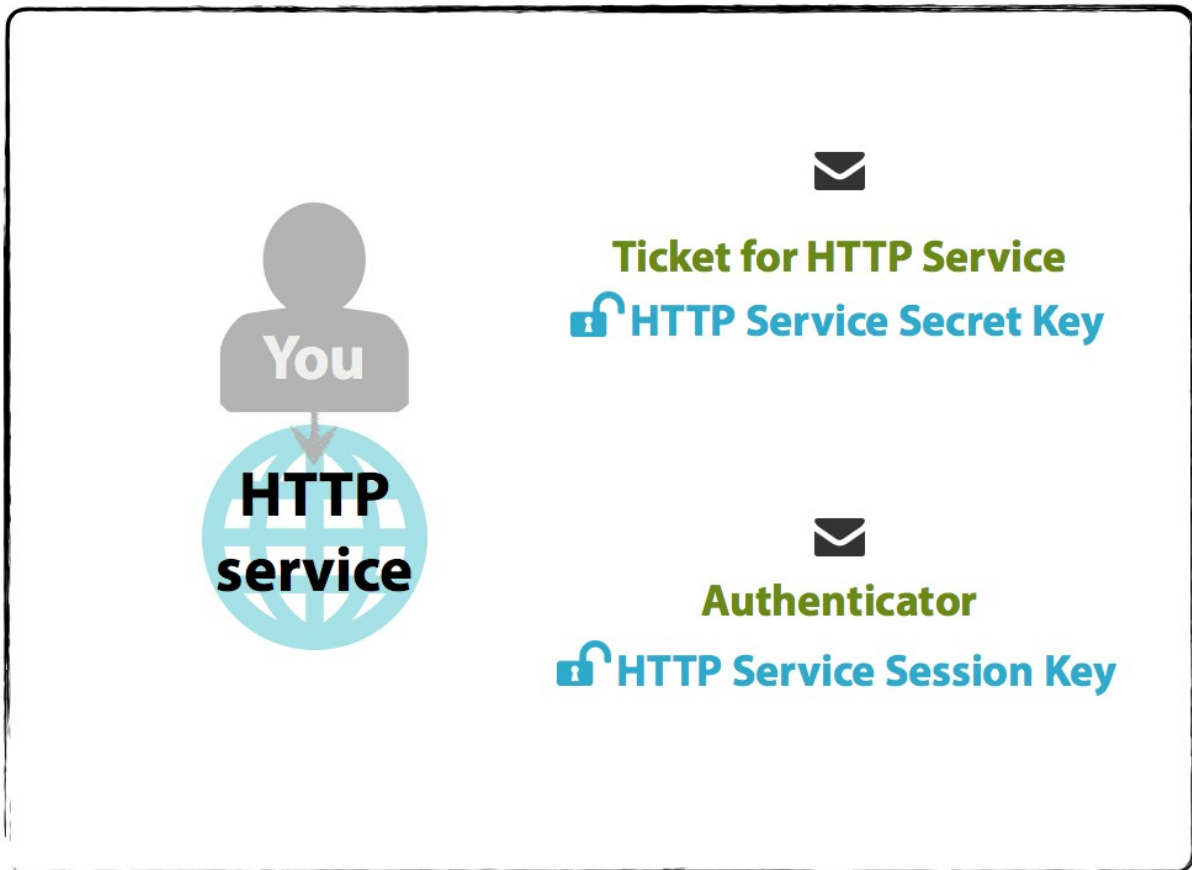 You
HTTP
service
Ticket for HTTP Service
HTTP Service Secret Key
Authenticator
HTTP Service Session Key